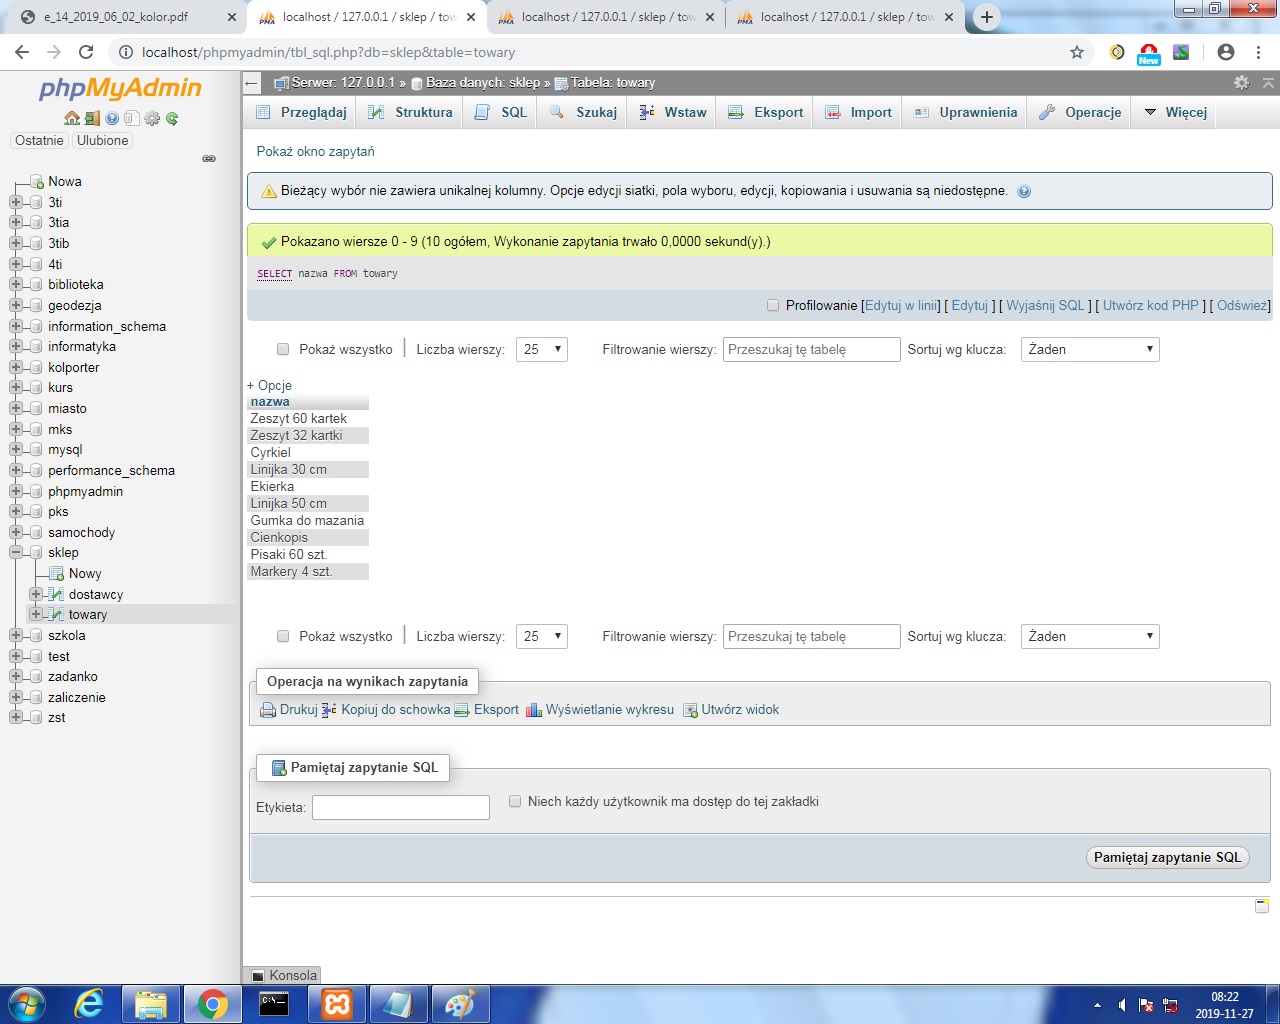 e_14_2019_06_02_kolor.pdf
localhost / 127.0.0.1 / sklep / tow
localhost / 127.0.0.1 / sklep / tow
localhost / 127.0.0.1 / sklep / tow
localhost/phpmyadmin/tbl_sql.php?db=sklep&table=towary
New
phpMyAdmin
Ostatnie Ulubione
Nowa
3ti
3tia
3tib
4ti
biblioteka
geodezja
information_schema
informatyka
kolporter
kurs
miasto
mks
mysql
performance_schema
phpmyadmin
pks
samochody
sklep
Nowy
dostawcy
towary
szkola
test
zadanko
zaliczenie
zst
Serwer: 127.0.0.1 » Baza danych: sklep » Tabela: towary
Przeglądaj Struktura SQL Szukaj Wstaw Eksport Import Uprawnienia Operacje Więcej
Pokaż okno zapytań
Bieżący wybór nie zawiera unikalnej kolumny. Opcje edycji siatki, pola wyboru, edycji, kopiowania i usuwania są niedostępne.
Pokazano wiersze 0 - 9 (10 ogółem, Wykonanie zapytania trwało 0,0000 sekund(y).)
SELECT nazwa FROM towary
Profilowanie [Edytuj w linii] [ Edytuj ] [ Wyjaśnij SQL ] [ Utwórz kod PHP ] [ Odśwież]
Pokaż wszystko | Liczba wierszy: 25 Filtrowanie wierszy: Przeszukaj tę tabelę Sortuj wg klucza: Żaden
+ Opcje
nazwa
Zeszyt 60 kartek
Zeszyt 32 kartki
Cyrkiel
Linijka 30 cm
Ekierka
Linijka 50 cm
Gumka do mazania
Cienkopis
Pisaki 60 szt.
Markery 4 szt.
Pokaż wszystko | Liczba wierszy: 25 Filtrowanie wierszy: Przeszukaj tę tabelę Sortuj wg klucza: Żaden
Operacja na wynikach zapytania
Drukuj Kopiuj do schowka Eksport Wyświetlanie wykresu Utwórz widok
Pamiętaj zapytanie SQL
Etykieta: Niech każdy użytkownik ma dostęp do tej zakładki
Pamiętaj zapytanie SQL
Konsola
08:22
2019-11-27